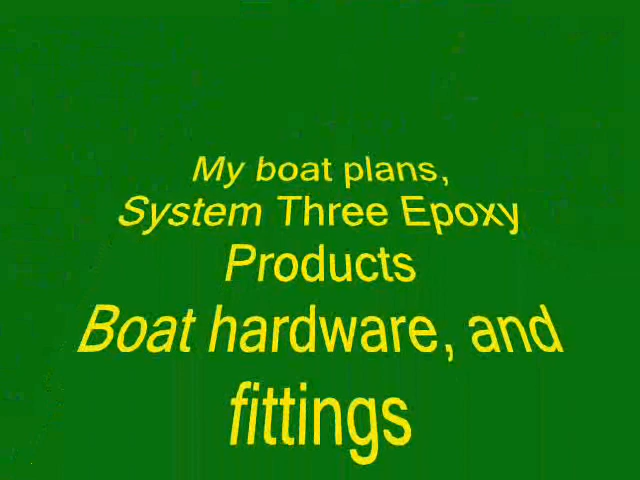 My boat plans,
System Three Epoxy
Products
Boat hardware, and
fittings